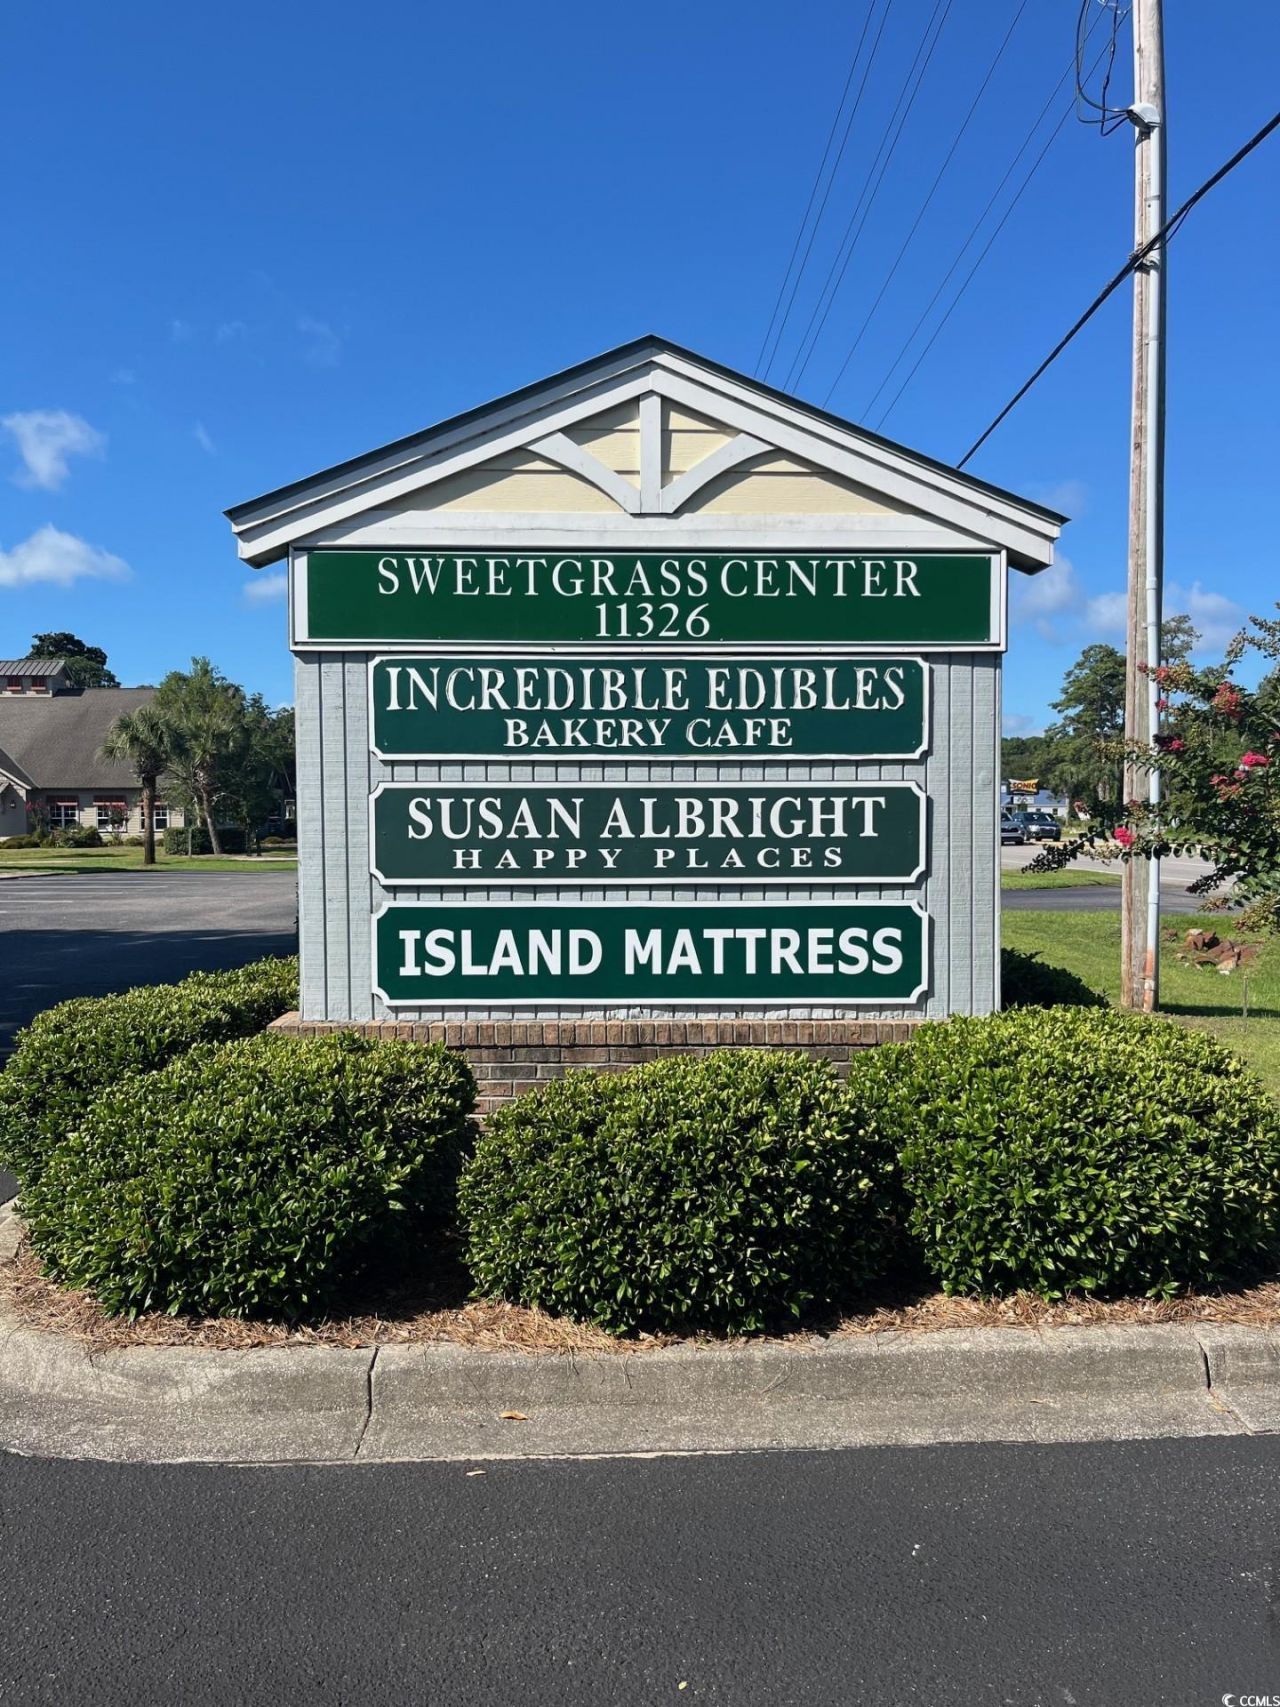 SWEETGRASS CENTER
11326
INCREDIBLE EDIBLES
BAKERY CAFE
SUSAN ALBRIGHT
HAPPY PLACES
ISLAND MATTRESS
SONIC
© CCMLS